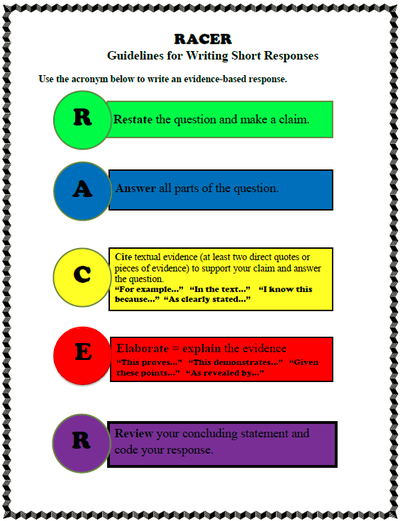 RACER
Guidelines for Writing Short Responses
Use the acronym below to write an evidence-based response.
R
Restate the question and make a claim.
A
Answer all parts of the question.
C
Cite textual evidence (at least two direct quotes or
pieces of evidence) to support your claim and answer
the question.
“For example...” “In the text...” “I know this
because...” “As clearly stated...”
E
Elaborate = explain the evidence
“This proves...” “This demonstrates...” “Given
these points...” “As revealed by...”
R
Review your concluding statement and
code your response.